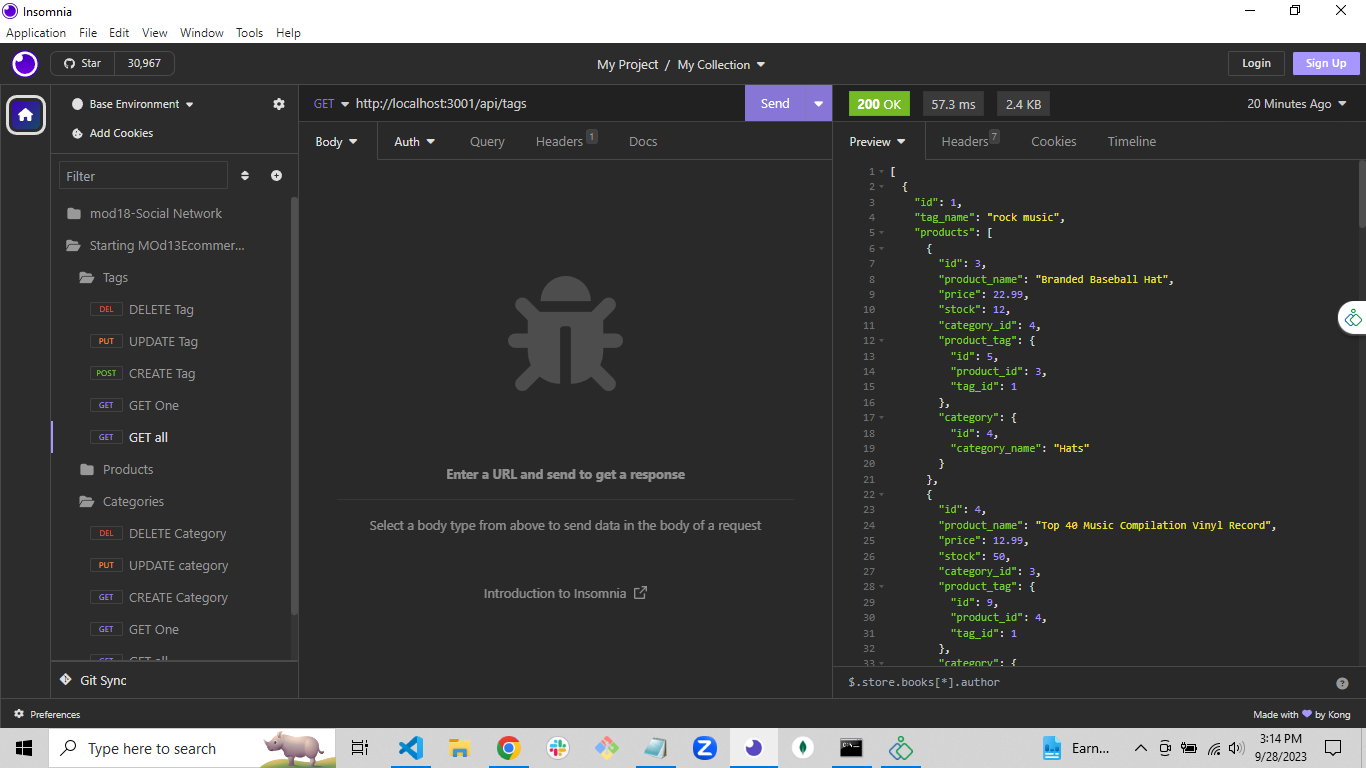 Insomnia
Application File Edit View Window Tools Help
Star 30,967
My Project / My Collection
Login Sign Up
Base Environment
Add Cookies
Filter
mod18-Social Network
Starting MOd13Ecommer...
Tags
DEL DELETE Tag
PUT UPDATE Tag
POST CREATE Tag
GET GET One
GET GET all
Products
Categories
DEL DELETE Category
PUT UPDATE category
GET CREATE Category
GET GET One
GET GET all
Git Sync
GET http://localhost:3001/api/tags Send
Body Auth Query Headers 1 Docs
Enter a URL and send to get a response
Select a body type from above to send data in the body of a request
Introduction to Insomnia
200 OK 57.3 ms 2.4 KB 20 Minutes Ago
Preview Headers 7 Cookies Timeline
1 [
2 {
3 "id": 1,
4 "tag_name": "rock music",
5 "products": [
6 {
7 "id": 3,
8 "product_name": "Branded Baseball Hat",
9 "price": 22.99,
10 "stock": 12,
11 "category_id": 4,
12 "product_tag": {
13 "id": 5,
14 "product_id": 3,
15 "tag_id": 1
16 },
17 "category": {
18 "id": 4,
19 "category_name": "Hats"
20 }
21 },
22 {
23 "id": 4,
24 "product_name": "Top 40 Music Compilation Vinyl Record",
25 "price": 12.99,
26 "stock": 50,
27 "category_id": 3,
28 "product_tag": {
29 "id": 9,
30 "product_id": 4,
31 "tag_id": 1
32 },
33 "category": {
$.store.books[*].author
Preferences
Made with by Kong
Type here to search
Earn...
3:14 PM
9/28/2023